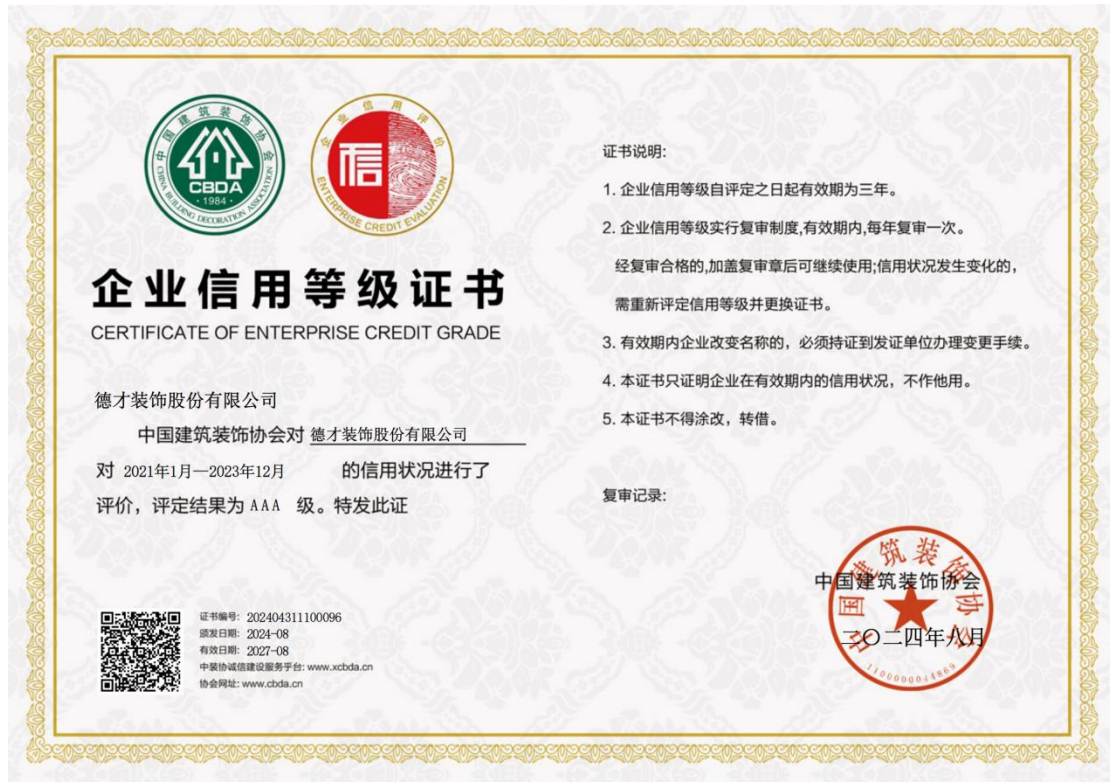 中国建筑装饰协会
CBDA
·1984·
CHINA BUILDING DECORATION ASSOCIATION
企业信用评价
信
ENTERPRISE CREDIT EVALUATION
企业信用等级证书
CERTIFICATE OF ENTERPRISE CREDIT GRADE
德才装饰股份有限公司
中国建筑装饰协会对 德才装饰股份有限公司
对 2021年1月—2023年12月 的信用状况进行了
评价，评定结果为 AAA 级。特发此证
证书编号: 202404311100096
颁发日期: 2024-08
有效日期: 2027-08
中装协诚信建设服务平台: www.xcbda.cn
协会网址: www.cbda.cn
证书说明:
1. 企业信用等级自评定之日起有效期为三年。
2. 企业信用等级实行复审制度,有效期内,每年复审一次。
经复审合格的,加盖复审章后可继续使用;信用状况发生变化的，
需重新评定信用等级并更换证书。
3. 有效期内企业改变名称的，必须持证到发证单位办理变更手续。
4. 本证书只证明企业在有效期内的信用状况，不作他用。
5. 本证书不得涂改，转借。
复审记录:
中国建筑装饰协会
中国建筑装饰协会
二〇二四年八月